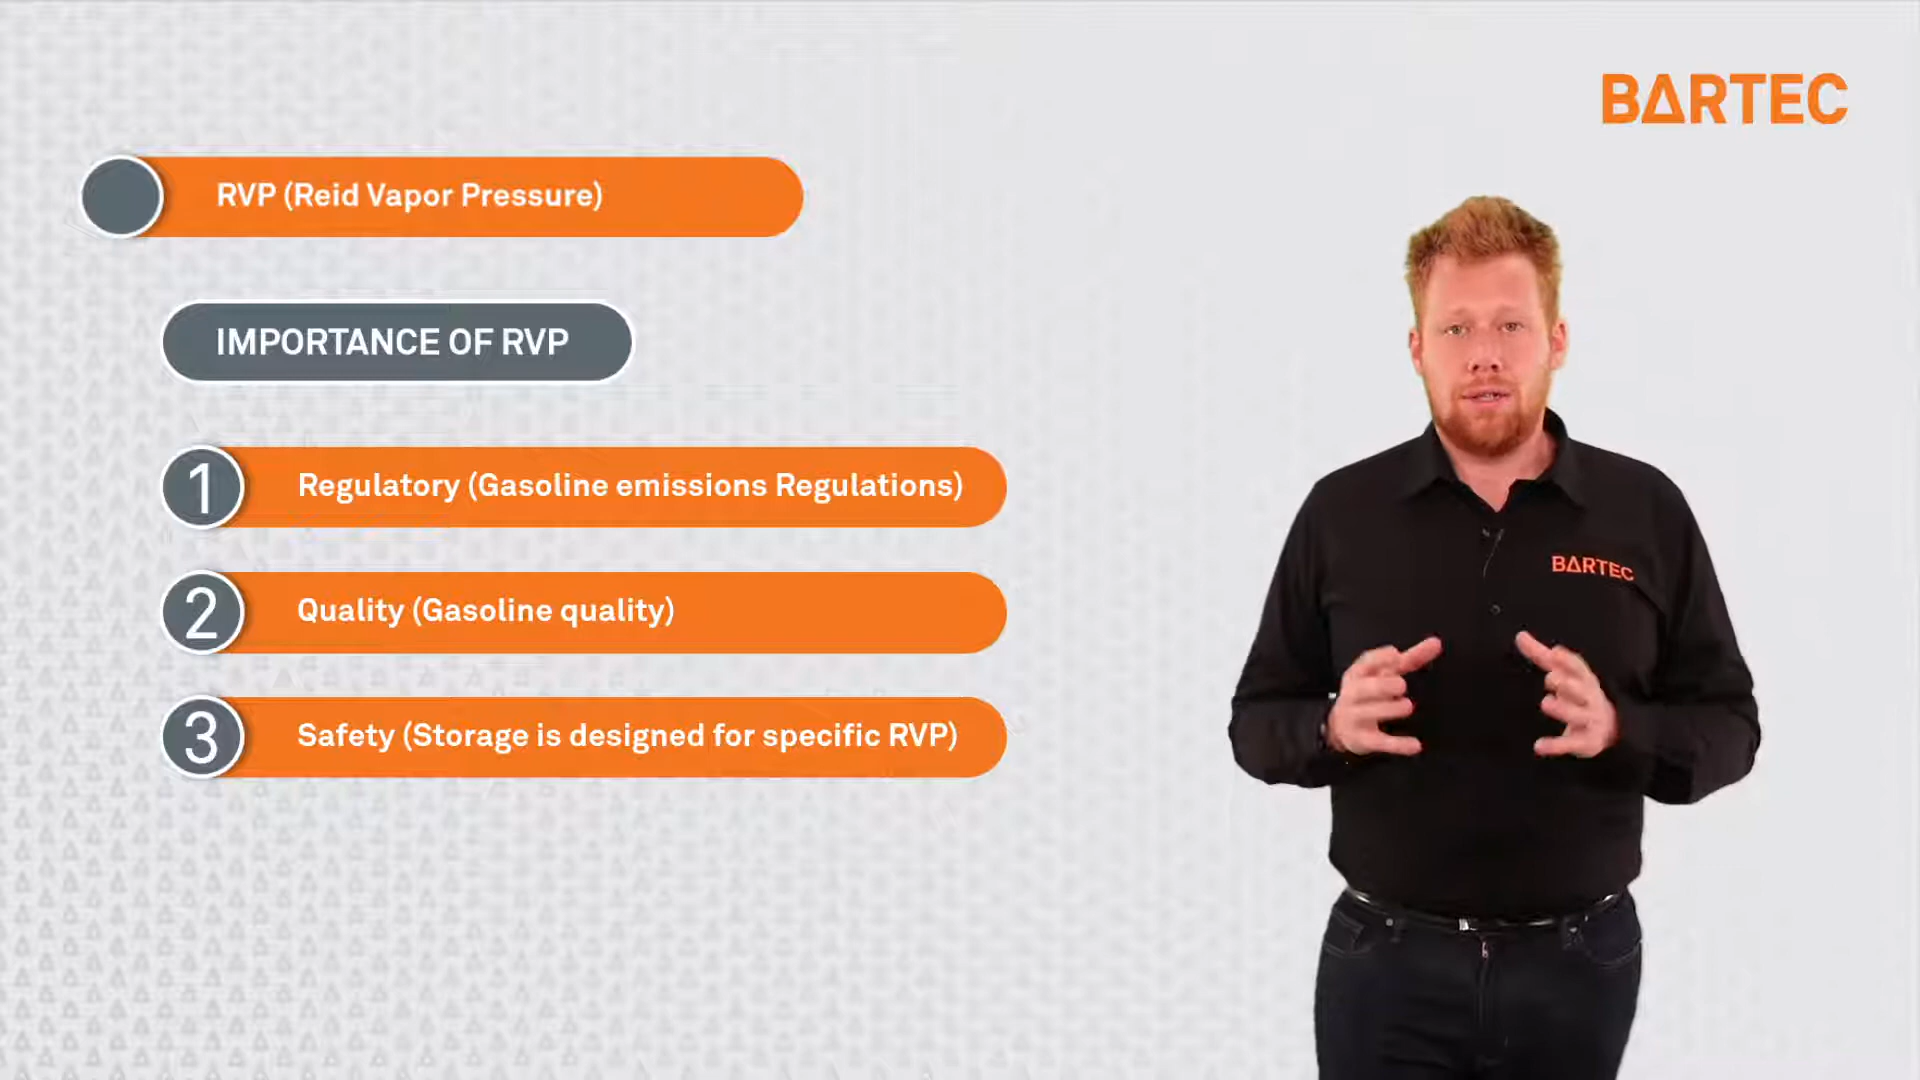 BARTEC
RVP (Reid Vapor Pressure)
IMPORTANCE OF RVP
1 Regulatory (Gasoline emissions Regulations)
2 Quality (Gasoline quality)
3 Safety (Storage is designed for specific RVP)
BARTEC